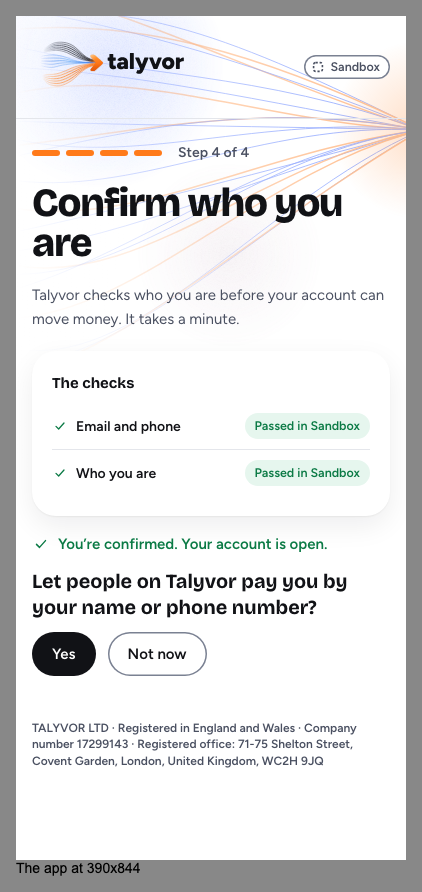 talyvor
Sandbox
Step 4 of 4
Confirm who you
are
Talyvor checks who you are before your account can
move money. It takes a minute.
The checks
Email and phone
Passed in Sandbox
Who you are
Passed in Sandbox
You’re confirmed. Your account is open.
Let people on Talyvor pay you by
your name or phone number?
Yes
Not now
TALYVOR LTD · Registered in England and Wales · Company
number 17299143 · Registered office: 71-75 Shelton Street,
Covent Garden, London, United Kingdom, WC2H 9JQ
The app at 390x844